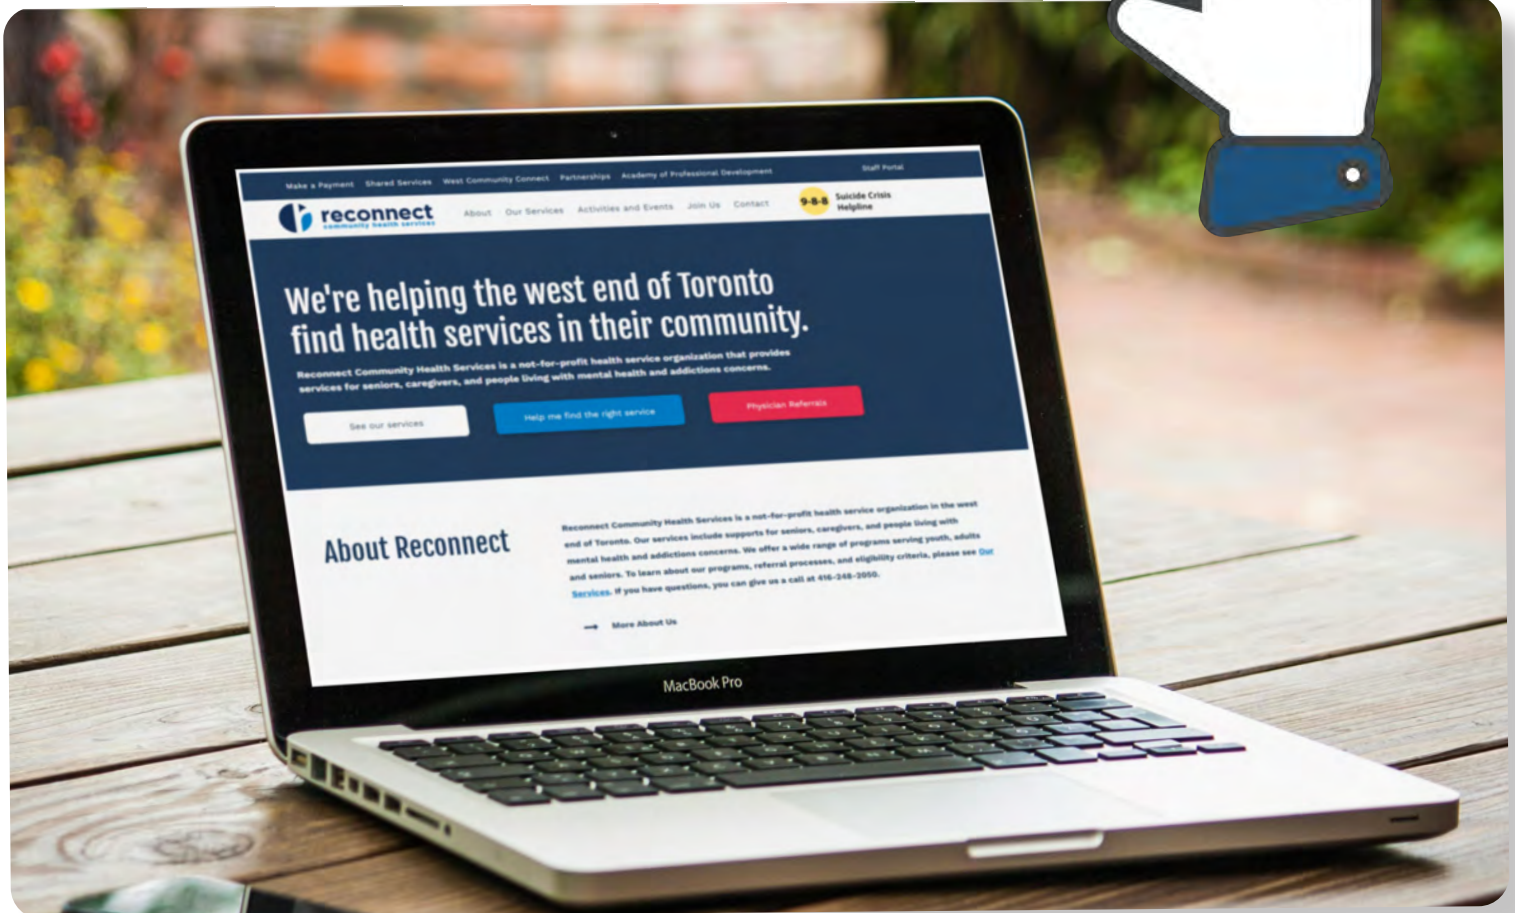 Make a Payment Shared Services West Community Connect Partnerships Academy of Professional Development Staff Portal
reconnect
community health services
About Our Services Activities and Events Join Us Contact
9-8-8 Suicide Crisis
Helpline
We're helping the west end of Toronto
find health services in their community.
Reconnect Community Health Services is a not-for-profit health service organization that provides
services for seniors, caregivers, and people living with mental health and addictions concerns.
See our services Help me find the right service Physician Referrals
About Reconnect
Reconnect Community Health Services is a not-for-profit health service organization in the west
end of Toronto. Our services include supports for seniors, caregivers, and people living with
mental health and addictions concerns. We offer a wide range of programs serving youth, adults
and seniors. To learn about our programs, referral processes, and eligibility criteria, please see Our
Services. If you have questions, you can give us a call at 416-248-2050.
→ More About Us
MacBook Pro